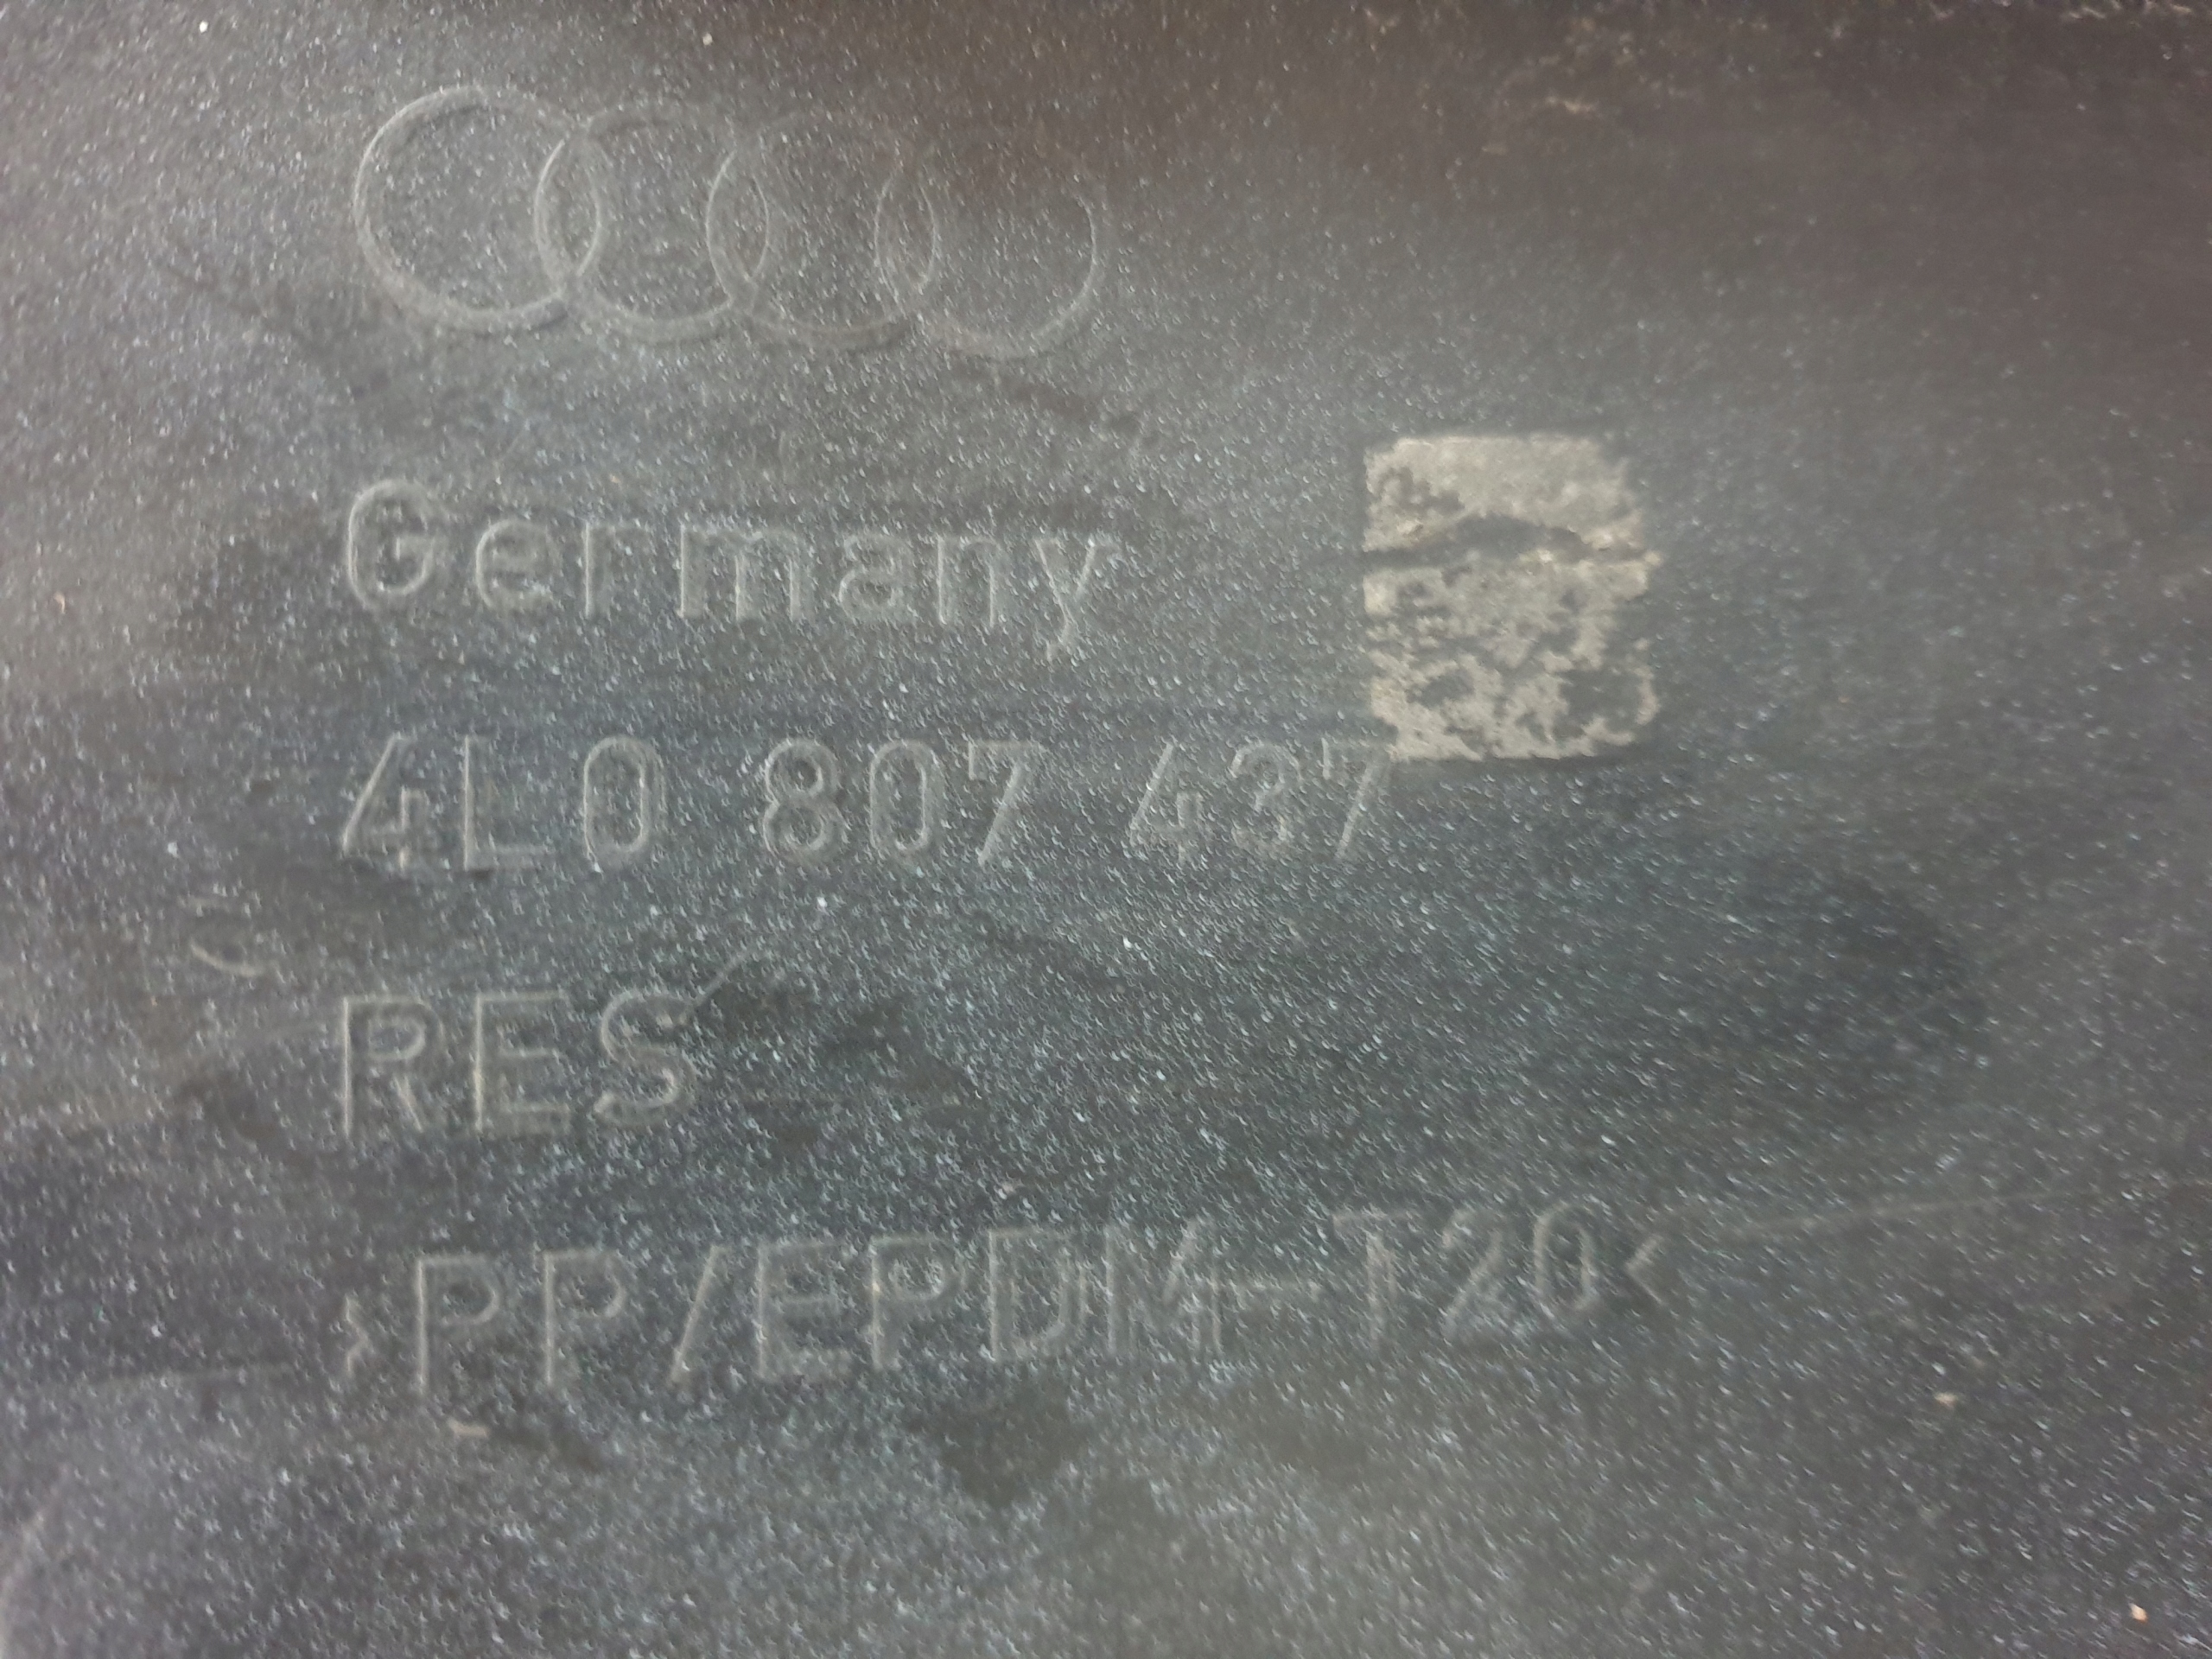 Germany
4L0 807 437
RES
>PP/EPDM-T20<